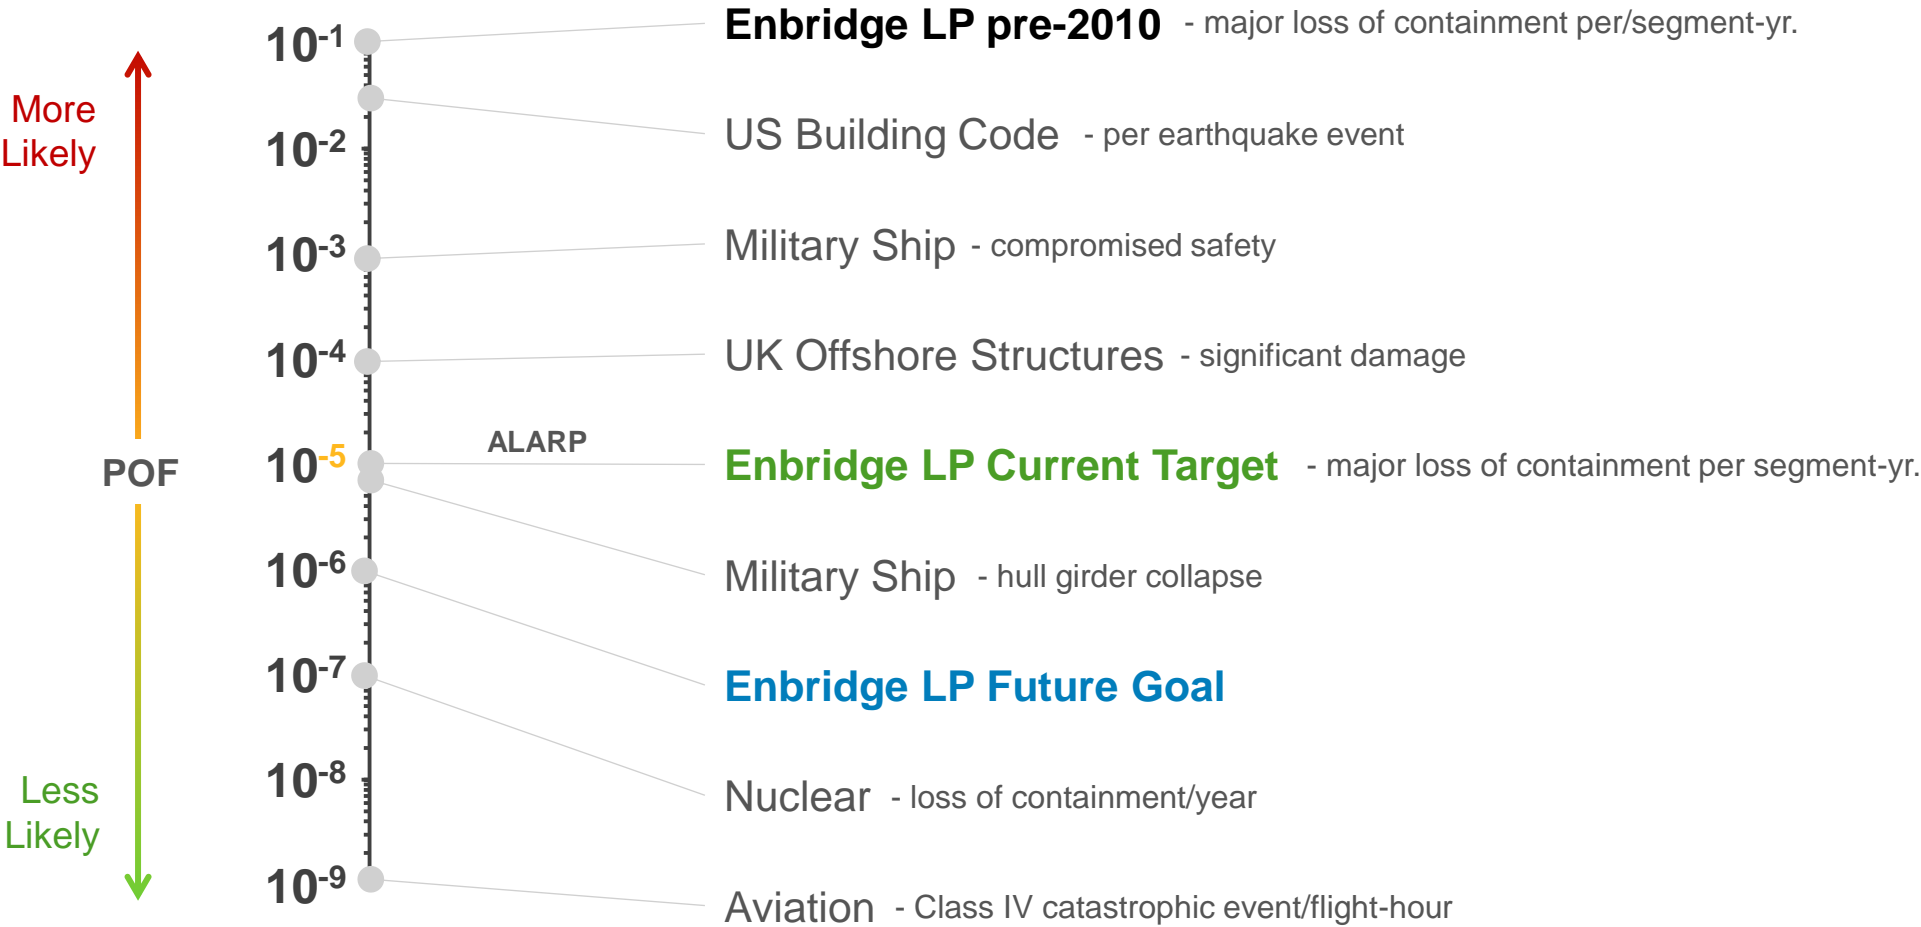 10-1 Enbridge LP pre-2010 - major loss of containment per/segment-yr.
More
Likely
US Building Code - per earthquake event
10-2
10-3 Military Ship - compromised safety
10-4 UK Offshore Structures - significant damage
ALARP
POF
10-5 Enbridge LP Current Target - major loss of containment per segment-yr.
10-6 Military Ship - hull girder collapse
10-7 Enbridge LP Future Goal
Less
Likely
10-8 Nuclear - loss of containment/year
10-9 Aviation - Class IV catastrophic event/flight-hour